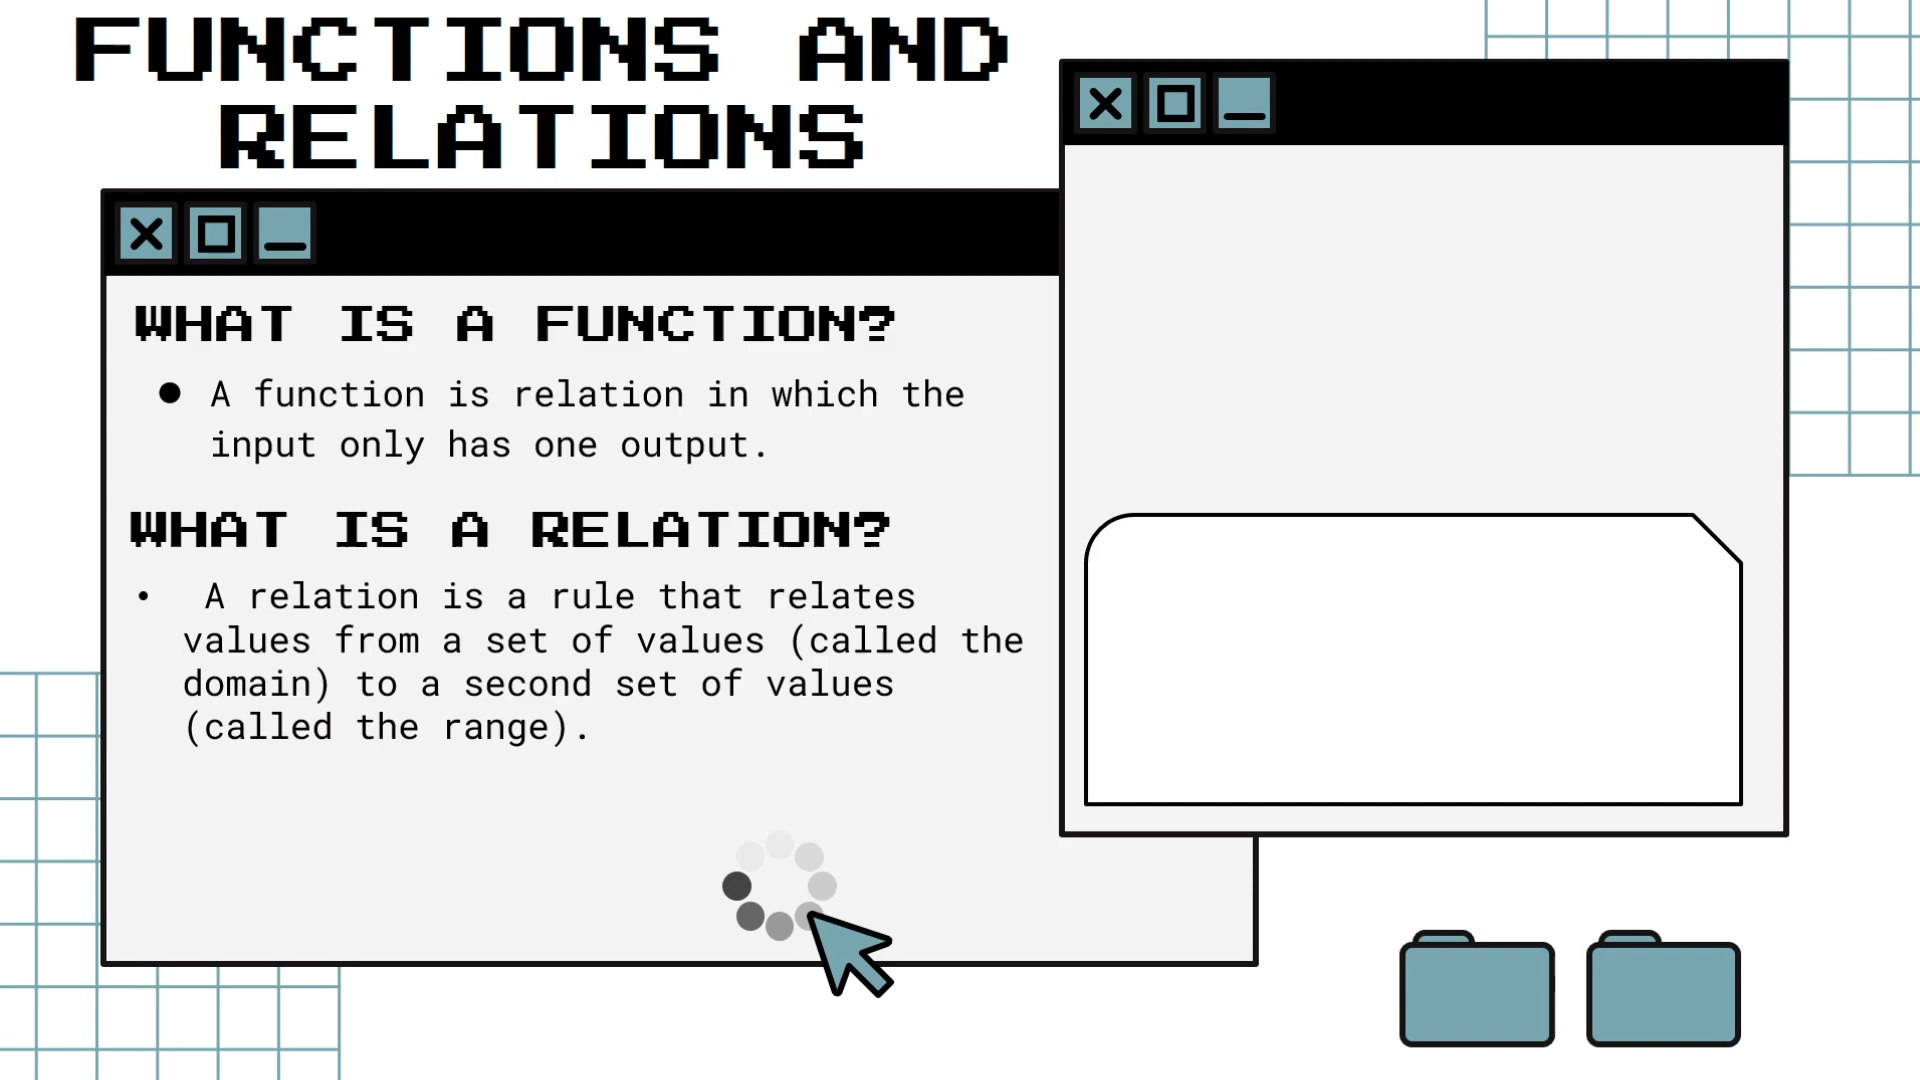 FUNCTIONS AND
RELATIONS
WHAT IS A FUNCTION?
● A function is relation in which the
input only has one output.
WHAT IS A RELATION?
• A relation is a rule that relates
values from a set of values (called the
domain) to a second set of values
(called the range).